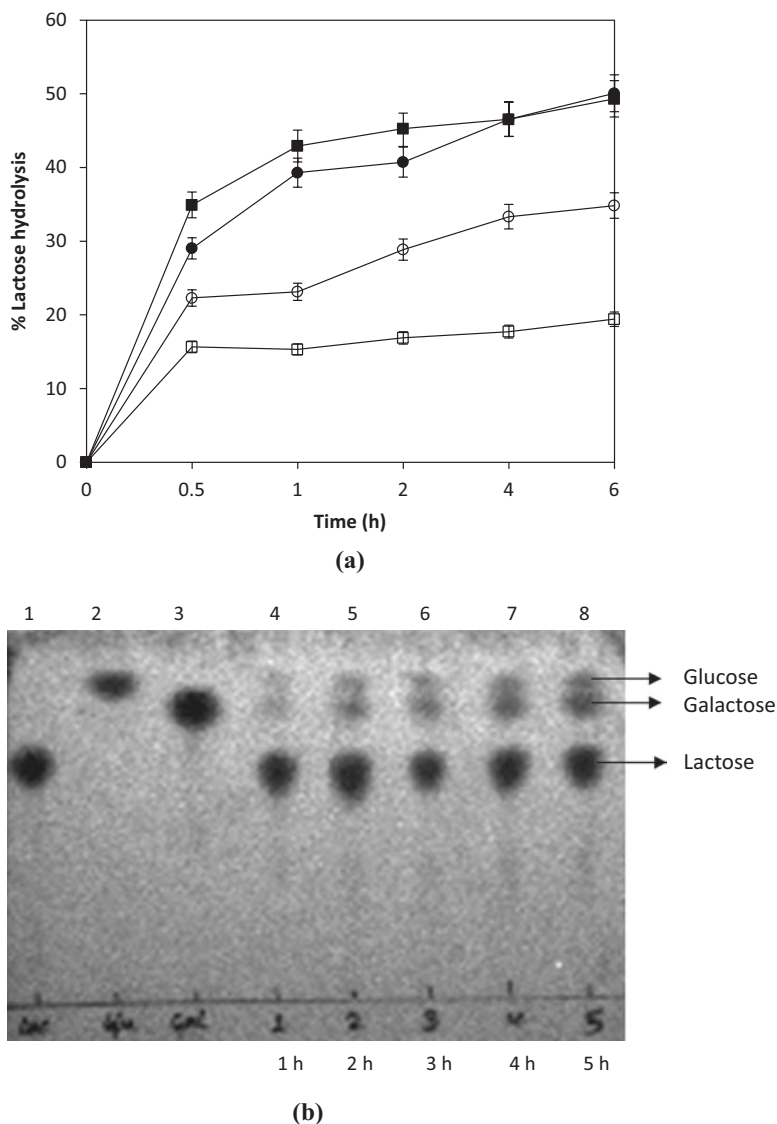 60
50
40
30
20
10
0
% Lactose hydrolysis
0 0.5 1 2 4 6
Time (h)
(a)
1 2 3 4 5 6 7 8
Glucose
Galactose
Lactose
Gal 1 2 3 4 5
1 h 2 h 3 h 4 h 5 h
(b)